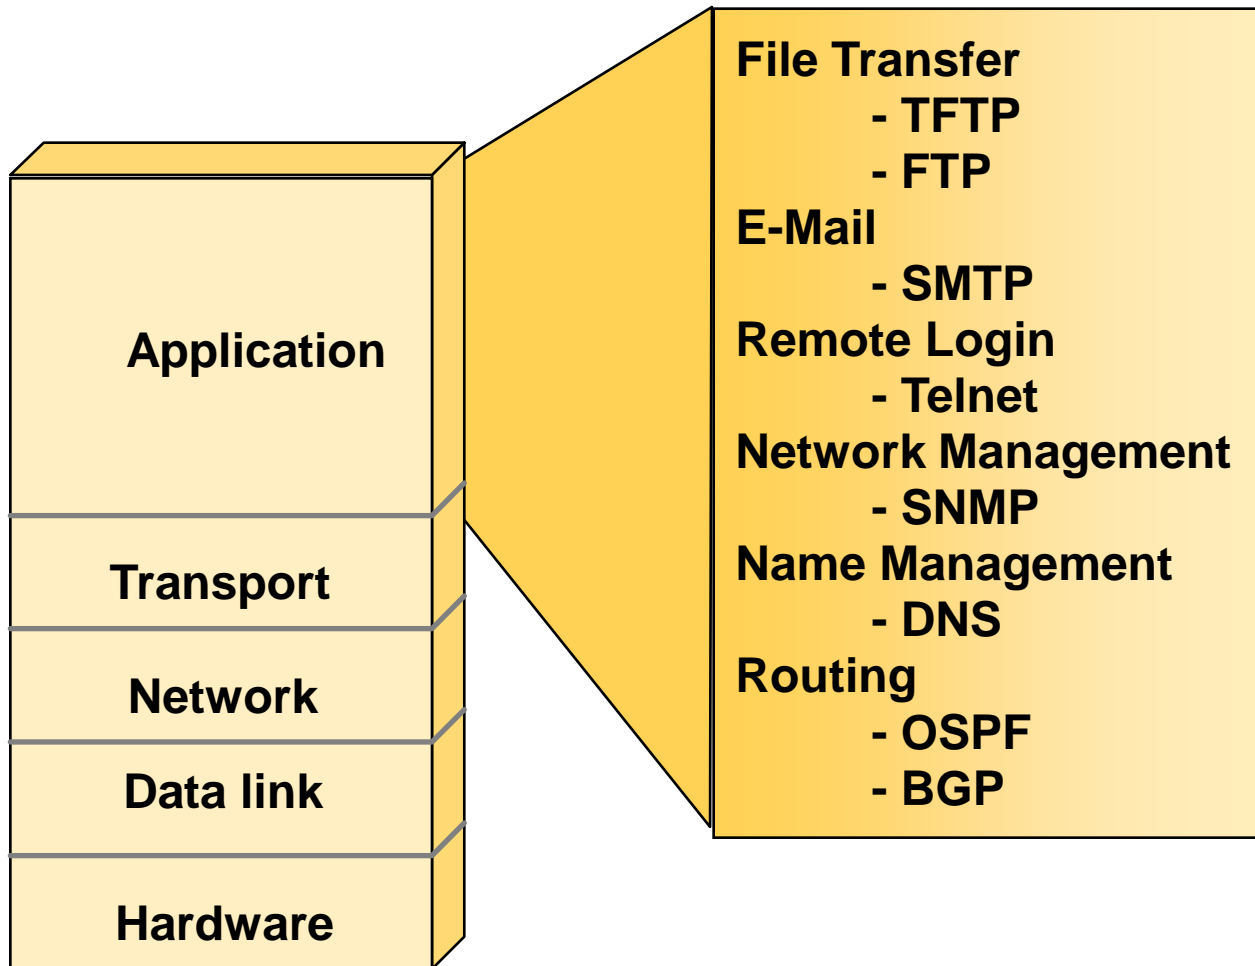 Application
Transport
Network
Data link
Hardware
File Transfer
- TFTP
- FTP
E-Mail
- SMTP
Remote Login
- Telnet
Network Management
- SNMP
Name Management
- DNS
Routing
- OSPF
- BGP